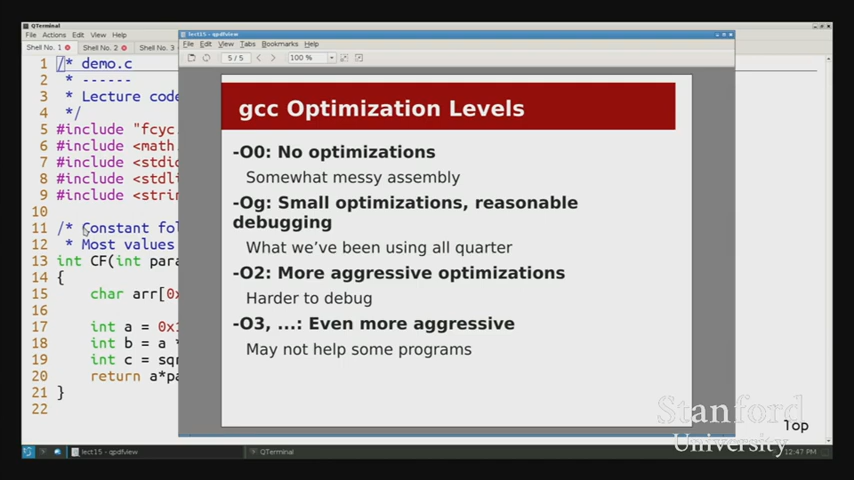 QTerminal
File Actions Edit View Help
Shell No. 1
Shell No. 2
Shell No. 3
1 /* demo.c
2 * ------
3 * Lecture code
4 */
5 #include "fcyc.
6 #include <math.
7 #include <stdio
8 #include <stdli
9 #include <strin
10
11 /* Constant fol
12 * Most values
13 int CF(int para
14 {
15 char arr[0x
16
17 int a = 0x1
18 int b = a *
19 int c = sqr
20 return a*pa
21 }
22
Top
lect15 - qpdfview
File Edit View Tabs Bookmarks Help
5 / 5
100 %
gcc Optimization Levels
-O0: No optimizations
Somewhat messy assembly
-Og: Small optimizations, reasonable
debugging
What we've been using all quarter
-O2: More aggressive optimizations
Harder to debug
-O3, ...: Even more aggressive
May not help some programs
Stanford
University
lect15 - qpdfview
QTerminal
12:47 PM